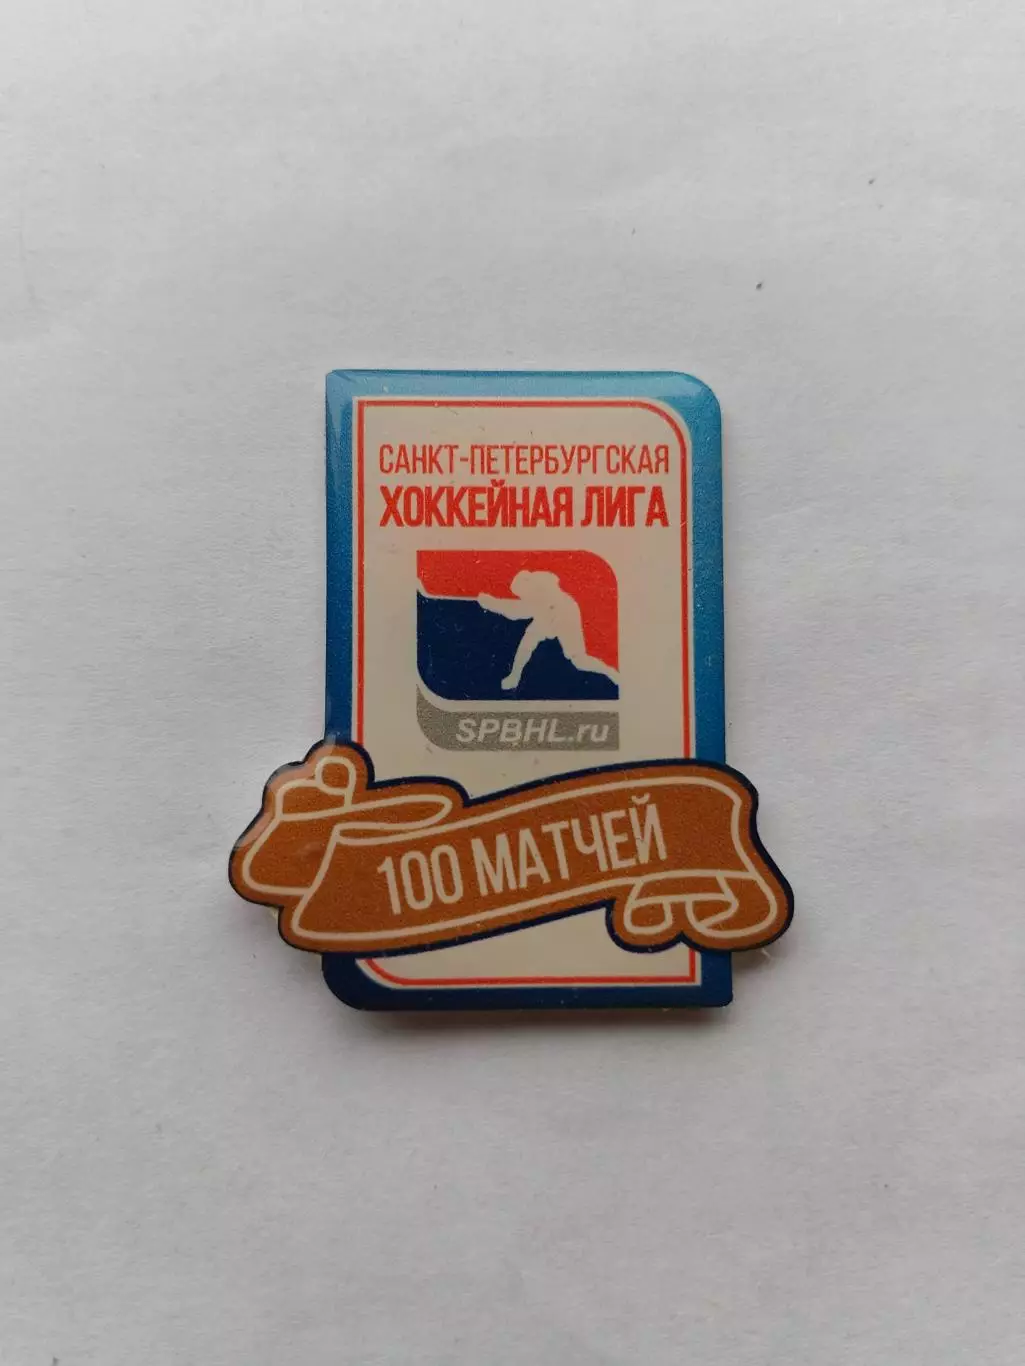 САНКТ-ПЕТЕРБУРГСКАЯ
ХОККЕЙНАЯ ЛИГА
SPBHL.ru
100 МАТЧЕЙ